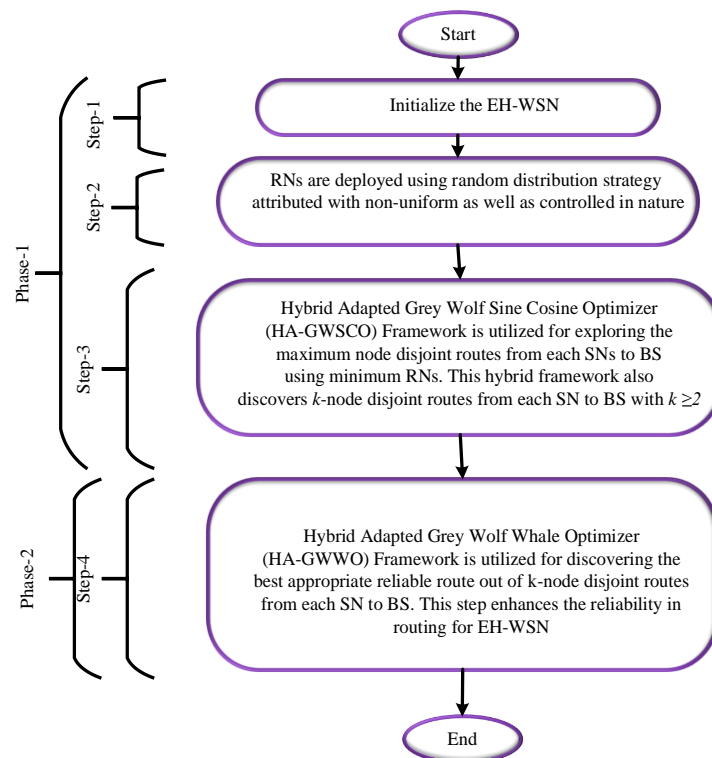 Start
Phase-1
Step-1
Initialize the EH-WSN
Step-2
RNs are deployed using random distribution strategy
attributed with non-uniform as well as controlled in nature
Step-3
Hybrid Adapted Grey Wolf Sine Cosine Optimizer
(HA-GWSCO) Framework is utilized for exploring the
maximum node disjoint routes from each SNs to BS
using minimum RNs. This hybrid framework also
discovers k-node disjoint routes from each SN to BS with k ≥2
Phase-2
Step-4
Hybrid Adapted Grey Wolf Whale Optimizer
(HA-GWWO) Framework is utilized for discovering the
best appropriate reliable route out of k-node disjoint routes
from each SN to BS. This step enhances the reliability in
routing for EH-WSN
End